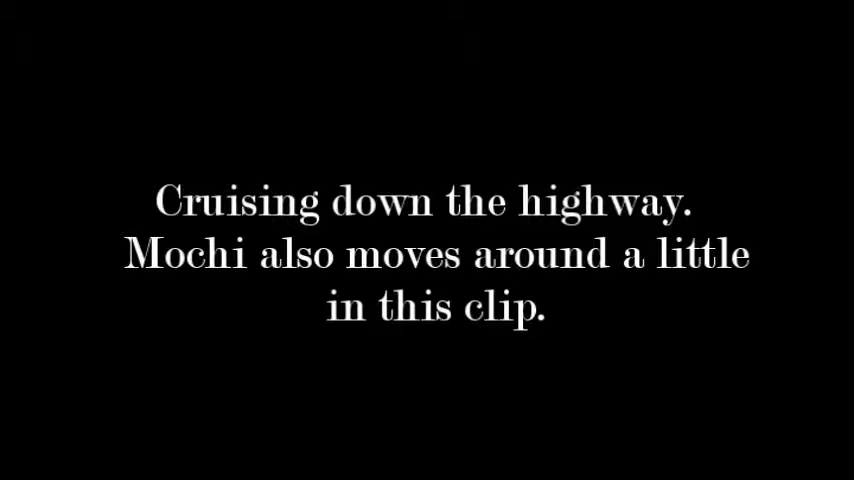 Cruising down the highway.
Mochi also moves around a little
in this clip.